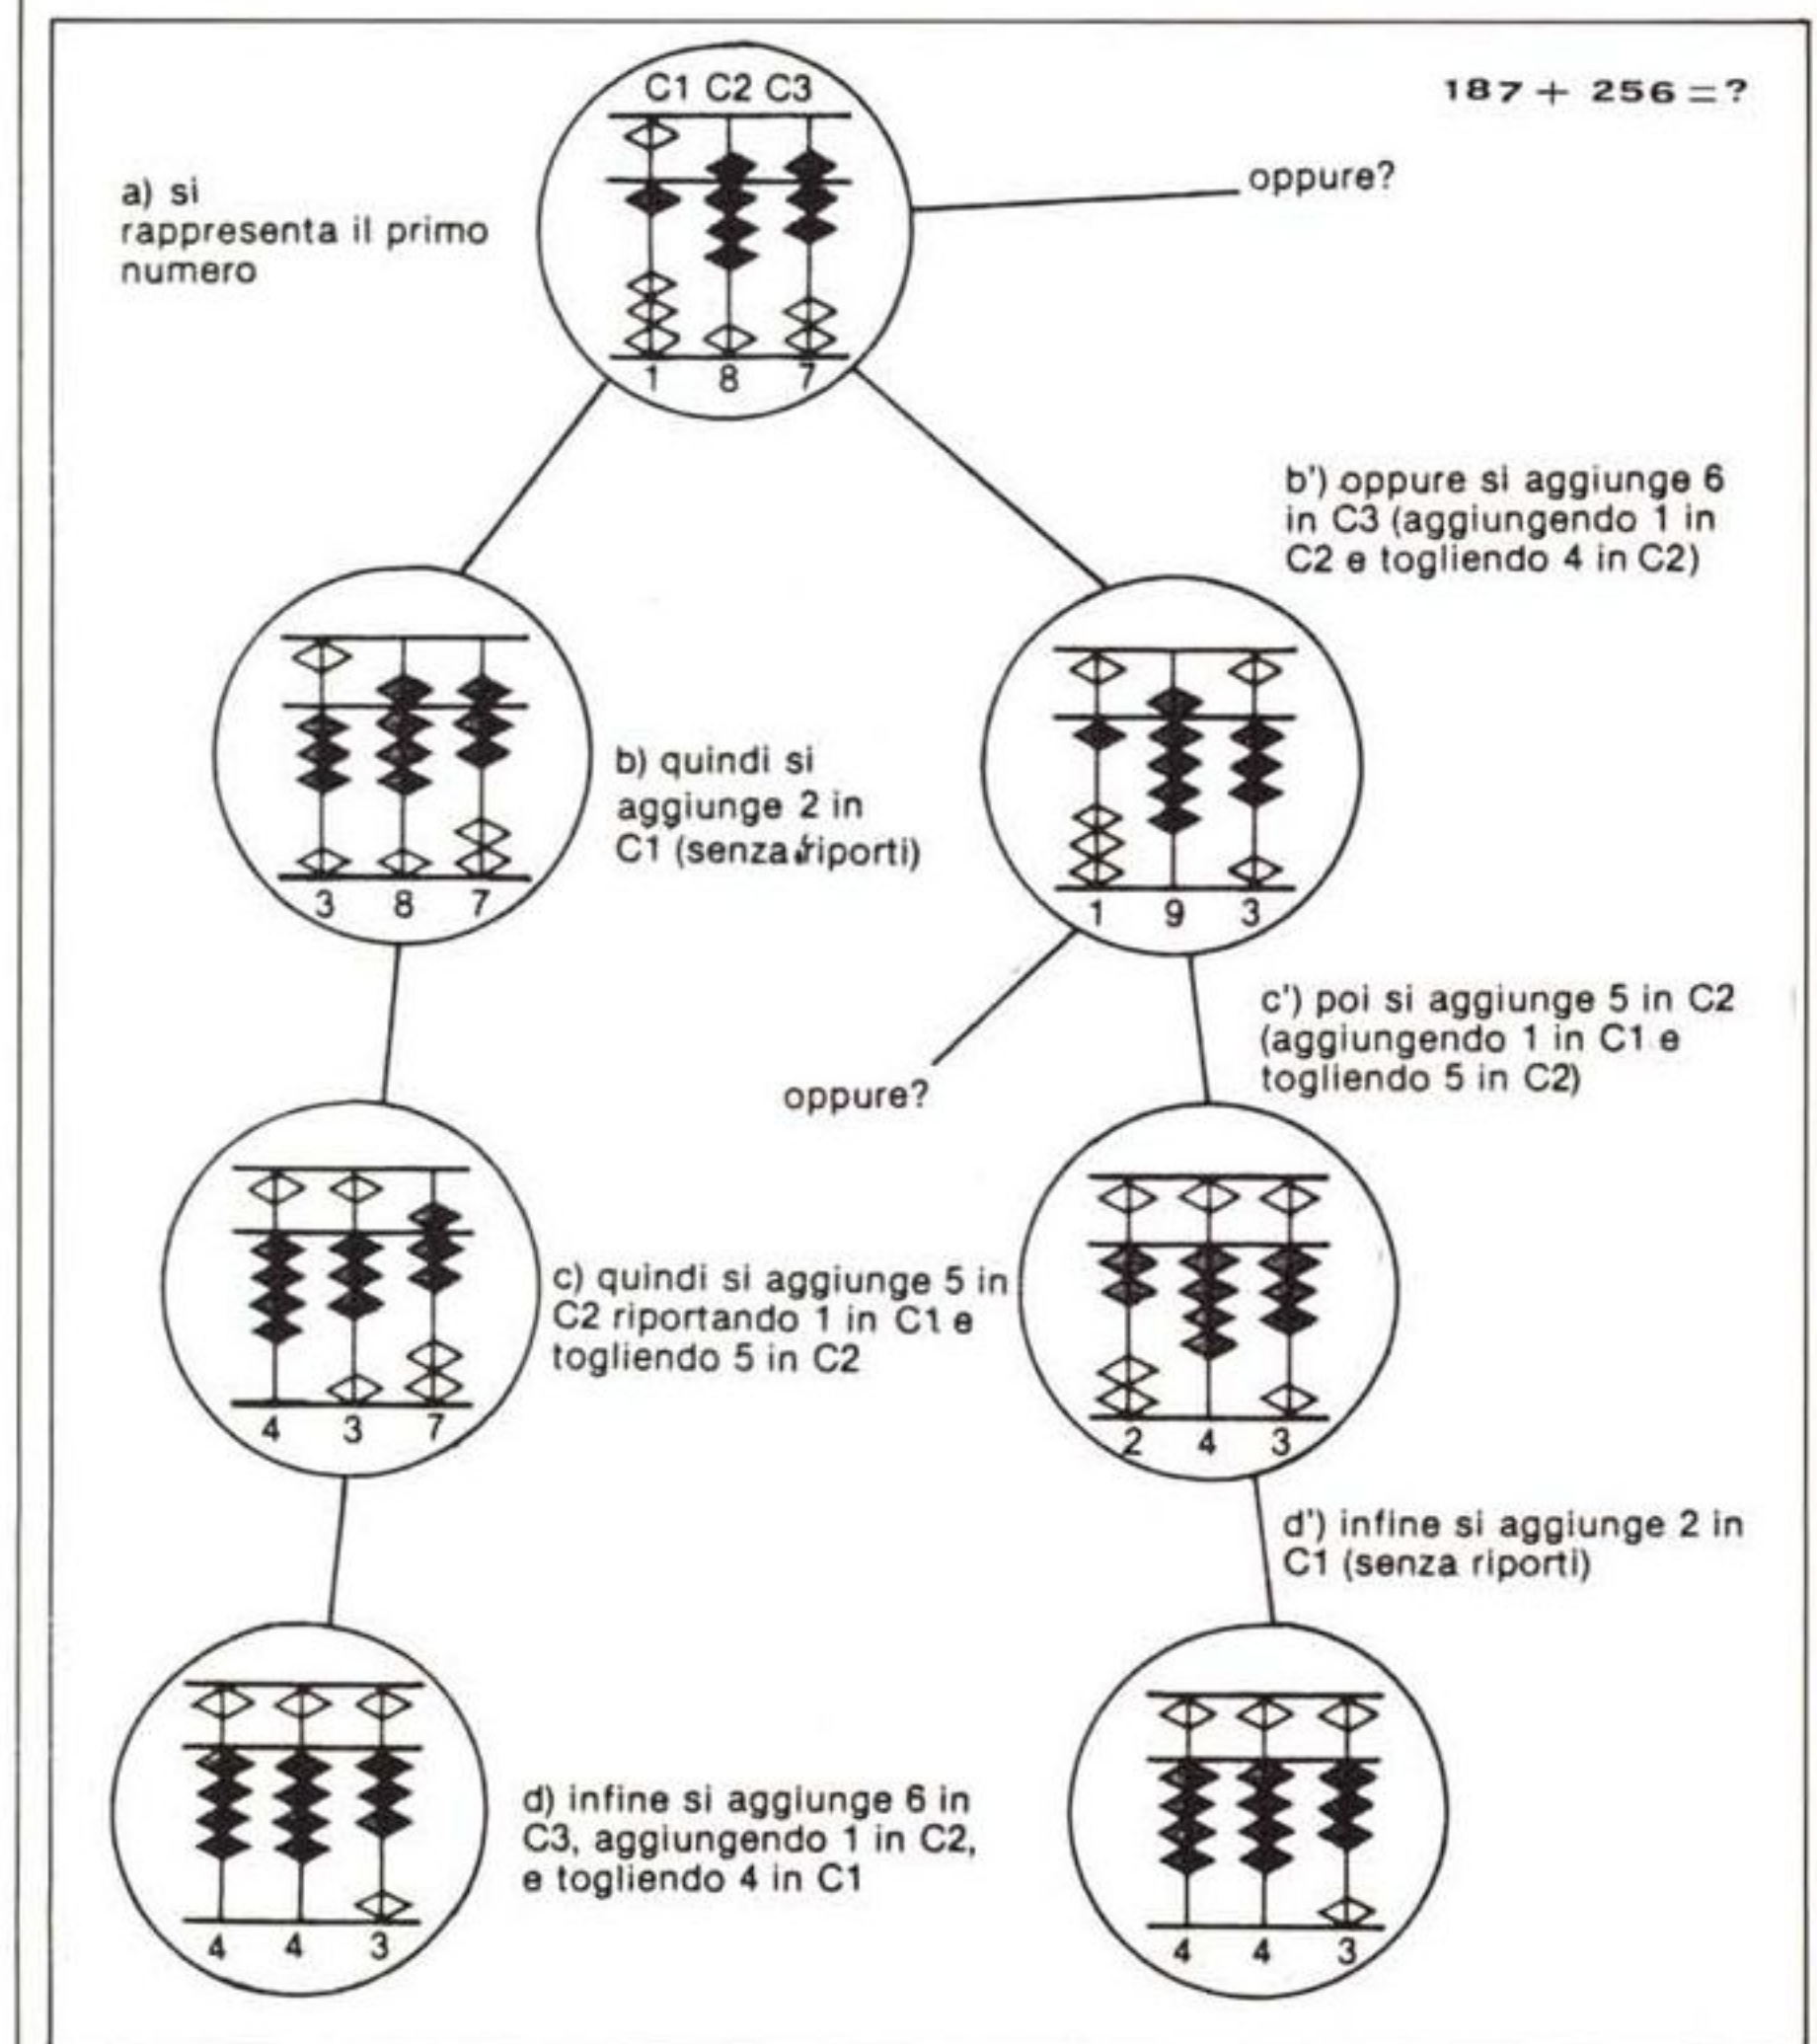 187 + 256 = ?
C1 C2 C3
oppure?
a) si
rappresenta il primo
numero
1 8 7
b') oppure si aggiunge 6
in C3 (aggiungendo 1 in
C2 e togliendo 4 in C2)
b) quindi si
aggiunge 2 in
C1 (senza riporti)
3 8 7
1 9 3
c') poi si aggiunge 5 in C2
(aggiungendo 1 in C1 e
togliendo 5 in C2)
oppure?
c) quindi si aggiunge 5 in
C2 riportando 1 in C1 e
togliendo 5 in C2
4 3 7
2 4 3
d') infine si aggiunge 2 in
C1 (senza riporti)
d) infine si aggiunge 6 in
C3, aggiungendo 1 in C2,
e togliendo 4 in C1
4 4 3
4 4 3